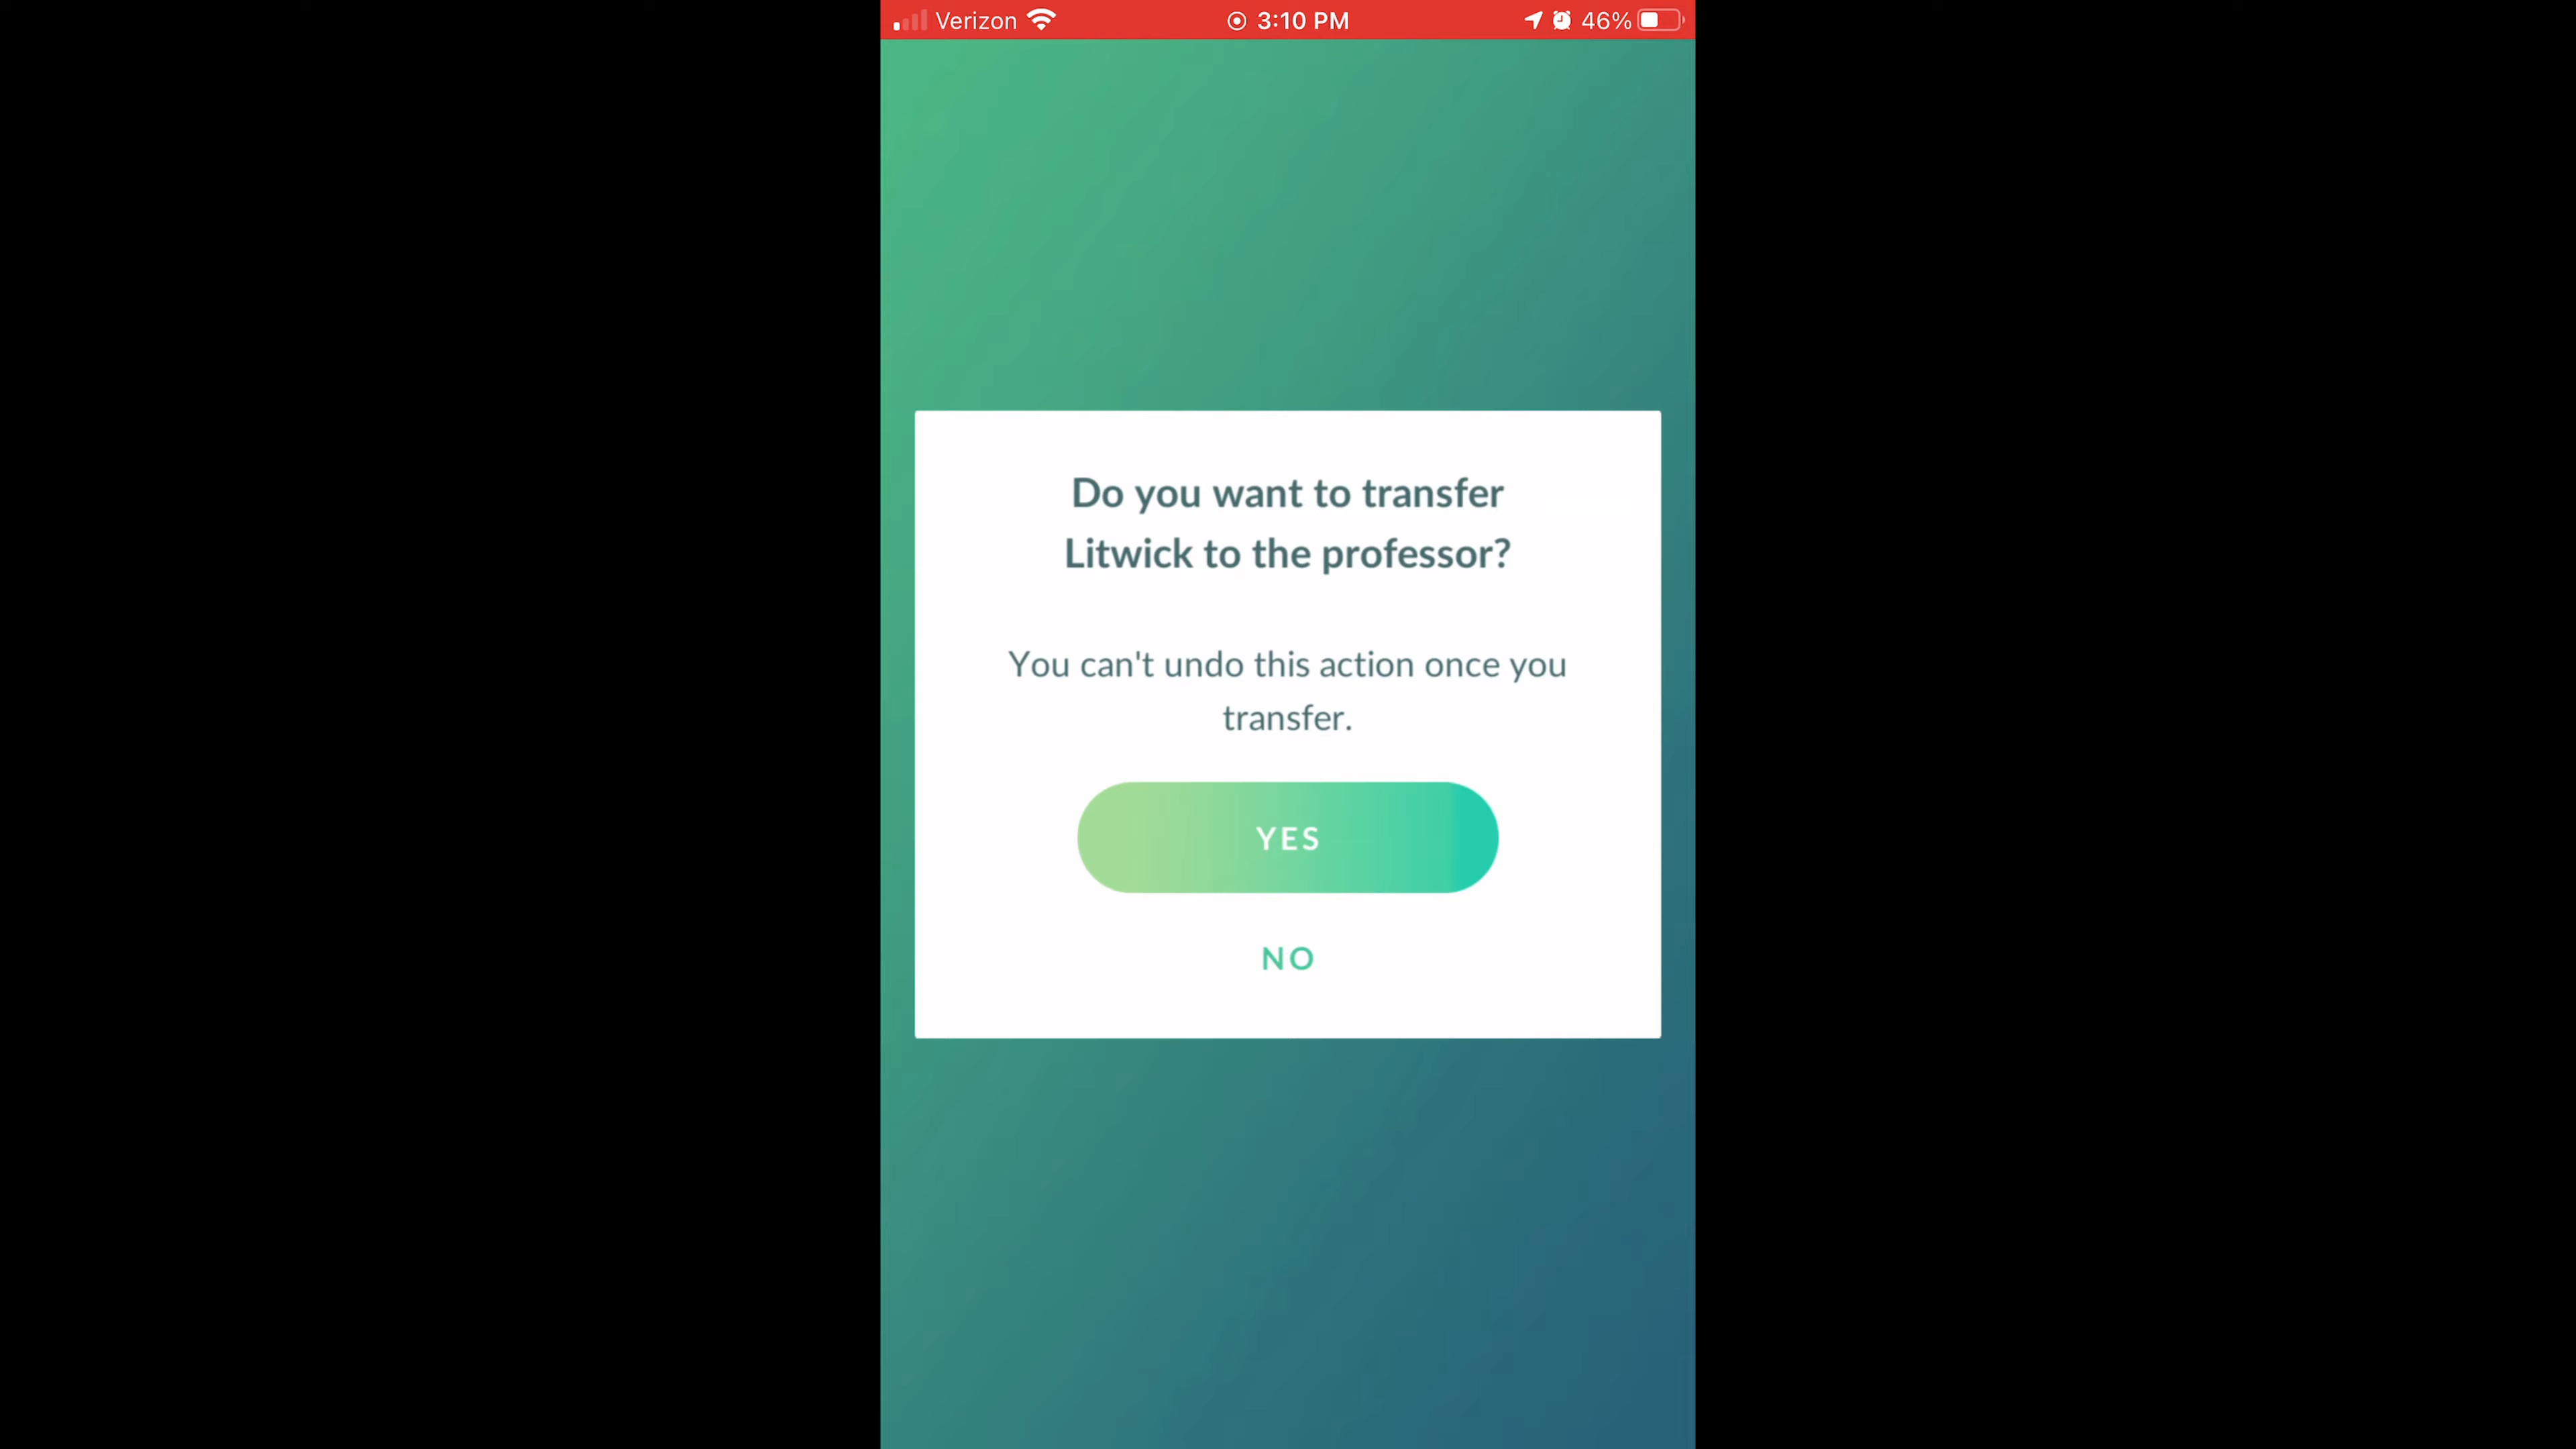 Verizon 3:10 PM 46%
Do you want to transfer
Litwick to the professor?
You can't undo this action once you
transfer.
YES
NO